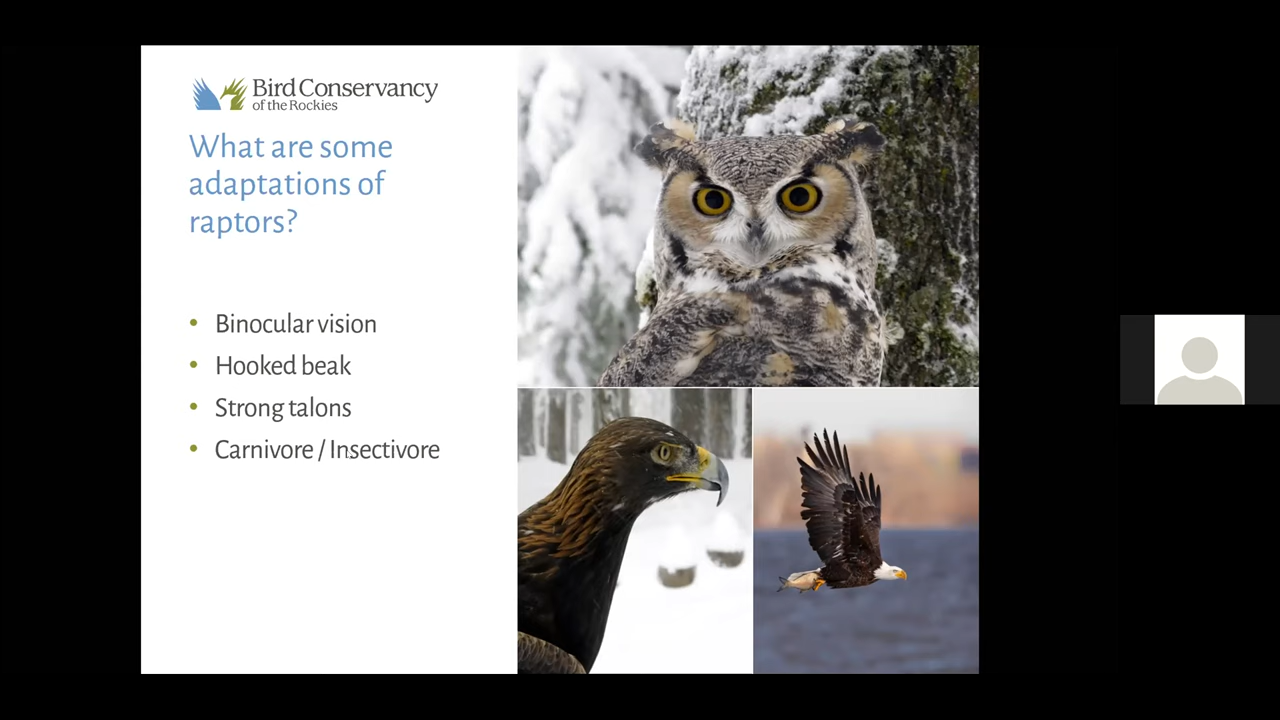 Bird Conservancy
of the Rockies
What are some
adaptations of
raptors?
• Binocular vision
• Hooked beak
• Strong talons
• Carnivore / Insectivore